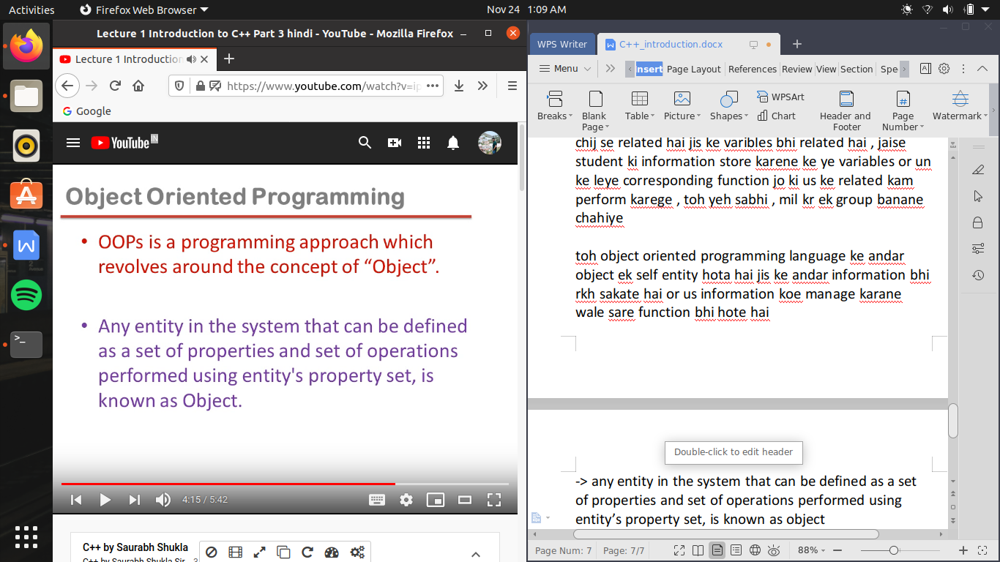 Activities
Firefox Web Browser
Nov 24 1:09 AM
Lecture 1 Introduction to C++ Part 3 hindi - YouTube - Mozilla Firefox
Lecture 1 Introduction
https://www.youtube.com/watch?v=ip
Google
YouTube IN
Object Oriented Programming
• OOPs is a programming approach which
revolves around the concept of “Object”.
• Any entity in the system that can be defined
as a set of properties and set of operations
performed using entity's property set, is
known as Object.
4:15 / 5:42
C++ by Saurabh Shukla
C++ by Saurabh Shukla Sir
WPS Writer
C++_introduction.docx
Menu
Insert
Page Layout
References
Review
View
Section
Spe
Breaks
Blank
Page
Table
Picture
Shapes
WPSArt
Chart
Header and
Footer
Page
Number
Watermark
chij se related hai jis ke varibles bhi related hai , jaise
student ki information store karene ke ye variables or un
ke leye corresponding function jo ki us ke related kam
perform karege , toh yeh sabhi , mil kr ek group banane
chahiye
toh object oriented programming language ke andar
object ek self entity hota hai jis ke andar information bhi
rkh sakate hai or us information koe manage karane
wale sare function bhi hote hai
Double-click to edit header
-> any entity in the system that can be defined as a set
of properties and set of operations performed using
entity’s property set, is known as object
Page Num: 7
Page: 7/7
88%